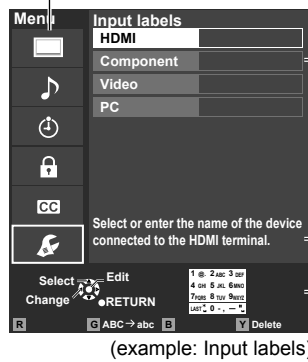 Menu
Input labels
HDMI
Component
Video
PC
CC
Select or enter the name of the device
connected to the HDMI terminal.
Select
Edit
Change
RETURN
1 @. 2 ABC 3 DEF
4 GHI 5 JKL 6 MNO
7 PQRS 8 TUV 9 WXYZ
LAST 0 - ,
R
G ABC→abc
B
Y Delete
(example: Input labels